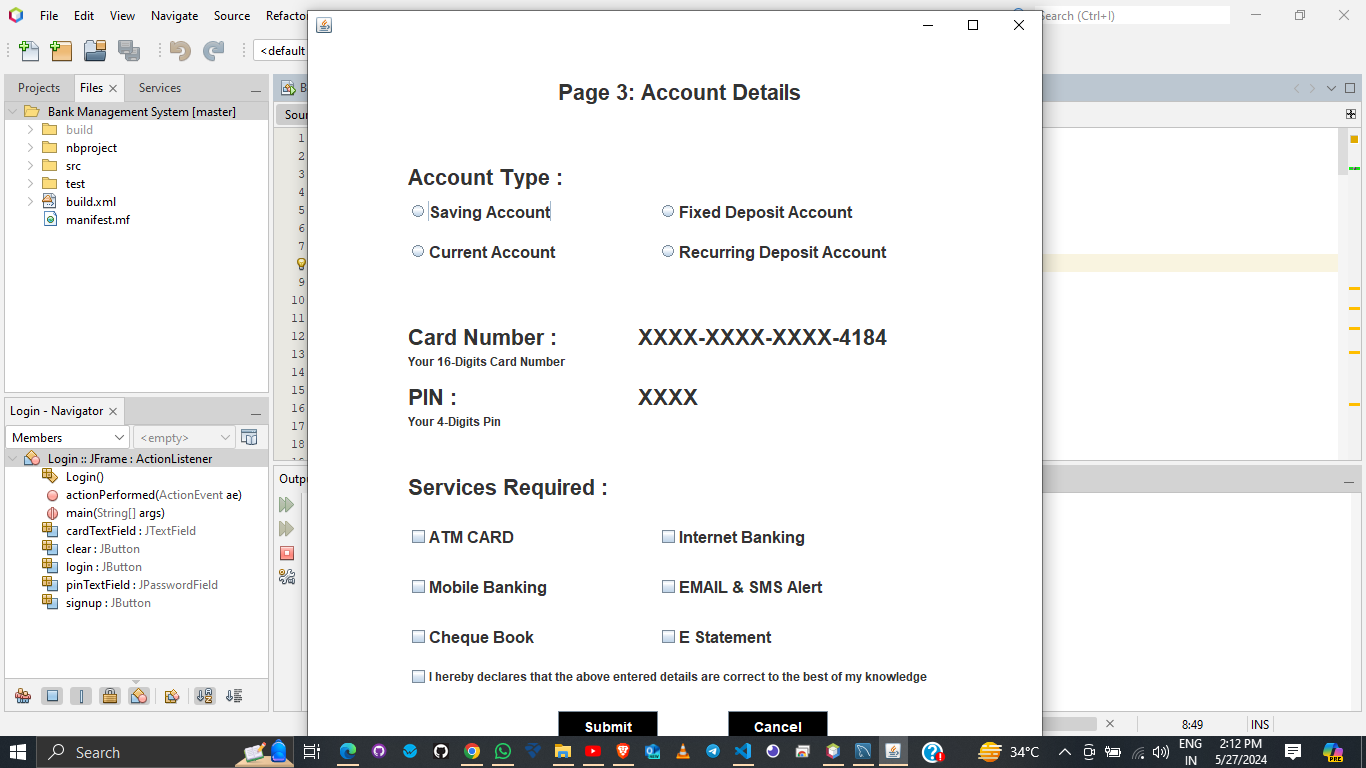 File Edit View Navigate Source Refacto
Search (Ctrl+I)
<default
Projects Files Services
Bank Management System [master]
build
nbproject
src
test
build.xml
manifest.mf
B
Sour
1
2
3
4
5
6
7
9
10
11
12
13
14
15
16
17
18
Page 3: Account Details
Account Type :
Saving Account Fixed Deposit Account
Current Account Recurring Deposit Account
Card Number : XXXX-XXXX-XXXX-4184
Your 16-Digits Card Number
PIN : XXXX
Your 4-Digits Pin
Services Required :
ATM CARD Internet Banking
Mobile Banking EMAIL & SMS Alert
Cheque Book E Statement
I hereby declares that the above entered details are correct to the best of my knowledge
Submit Cancel
Login - Navigator
Members <empty>
Login :: JFrame : ActionListener
Login()
actionPerformed(ActionEvent ae)
main(String[] args)
cardTextField : JTextField
clear : JButton
login : JButton
pinTextField : JPasswordField
signup : JButton
Outpu
8:49 INS
Search
34°C
ENG
IN
2:12 PM
5/27/2024
PRE